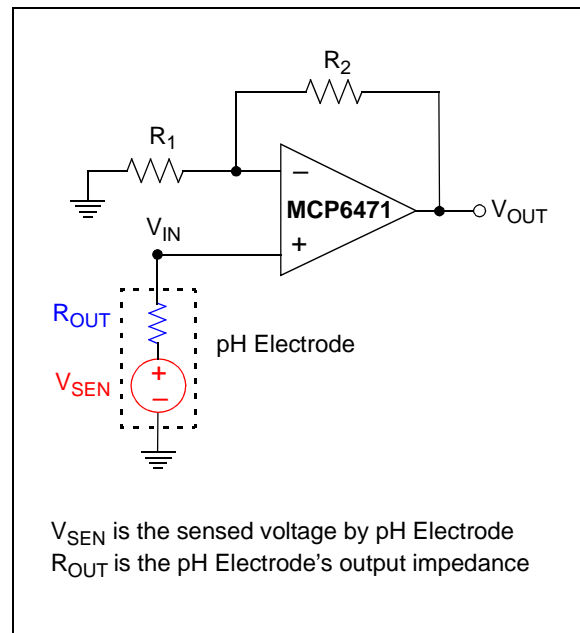 R2
R1
−
MCP6471
VOUT
VIN
+
ROUT
pH Electrode
+
VSEN
−
VSEN is the sensed voltage by pH Electrode
ROUT is the pH Electrode's output impedance